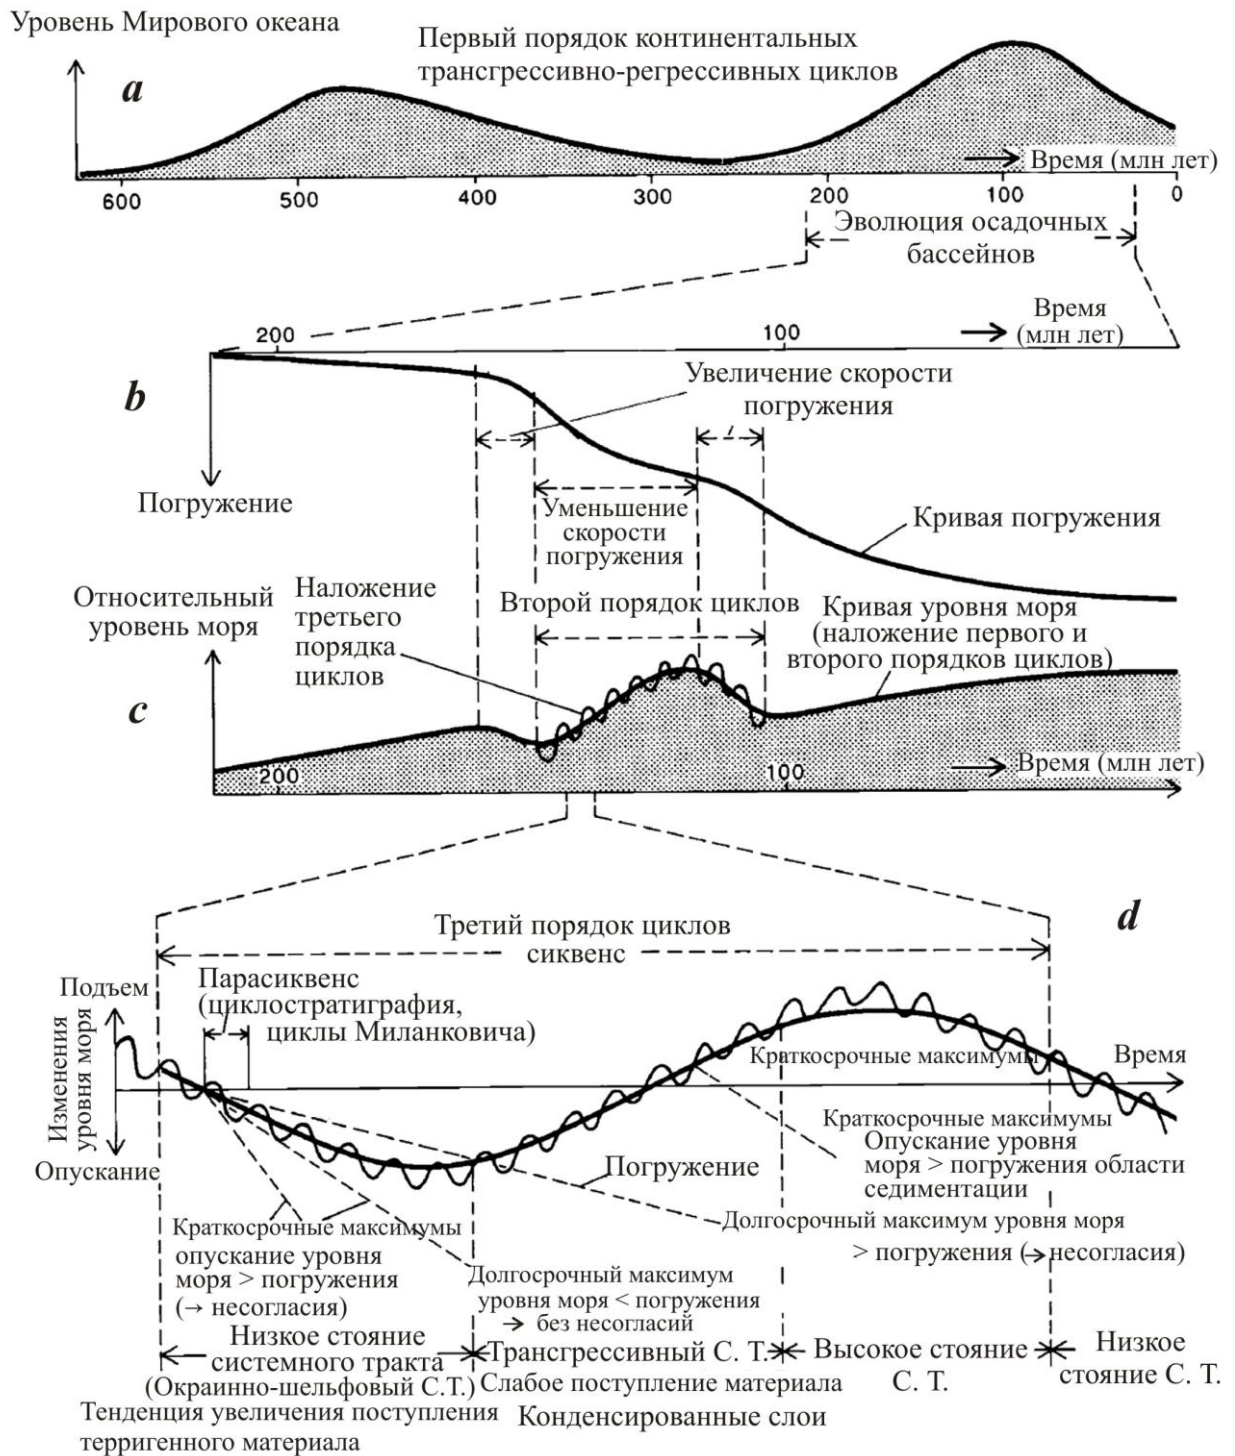 Уровень Мирового океана
Первый порядок континентальных
трансгрессивно-регрессивных циклов
a
Время (млн лет)
600
500
400
300
200
100
0
Эволюция осадочных
бассейнов
200
100
Время
(млн лет)
b
Увеличение скорости
погружения
Погружение
Уменьшение
скорости
погружения
Кривая погружения
Относительный
уровень моря
Наложение
третьего
порядка
циклов
Второй порядок циклов
Кривая уровня моря
(наложение первого и
второго порядков циклов)
c
200
100
Время (млн лет)
d
Третий порядок циклов
сиквенс
Подъем
Изменения
уровня моря
Опускание
Парасиквенс
(циклостратиграфия,
циклы Миланковича)
Краткосрочные максимумы
Время
Краткосрочные максимумы
Опускание уровня
моря > погружения области
седиментации
Погружение
Долгосрочный максимум уровня моря
> погружения (→ несогласия)
Краткосрочные максимумы
опускание уровня
моря > погружения
(→ несогласия)
Долгосрочный максимум
уровня моря < погружения
→ без несогласий
Низкое стояние
системного тракта
(Окраинно-шельфовый С.Т.)
Трансгрессивный С. Т.
Слабое поступление материала
Высокое стояние
С. Т.
Низкое
стояние С. Т.
Тенденция увеличения поступления
терригенного материала
Конденсированные слои